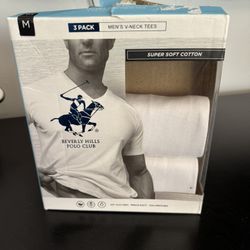 M
3 PACK
MEN'S V-NECK TEES
SUPER SOFT COTTON
BEVERLY HILLS
POLO CLUB